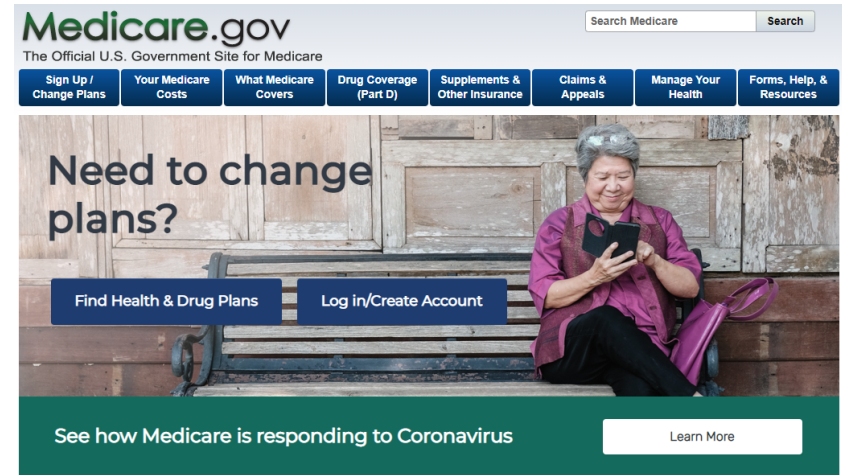 Medicare.gov
The Official U.S. Government Site for Medicare
Search Medicare
Search
Sign Up /
Change Plans
Your Medicare
Costs
What Medicare
Covers
Drug Coverage
(Part D)
Supplements &
Other Insurance
Claims &
Appeals
Manage Your
Health
Forms, Help, &
Resources
Need to change
plans?
Find Health & Drug Plans
Log in/Create Account
See how Medicare is responding to Coronavirus
Learn More